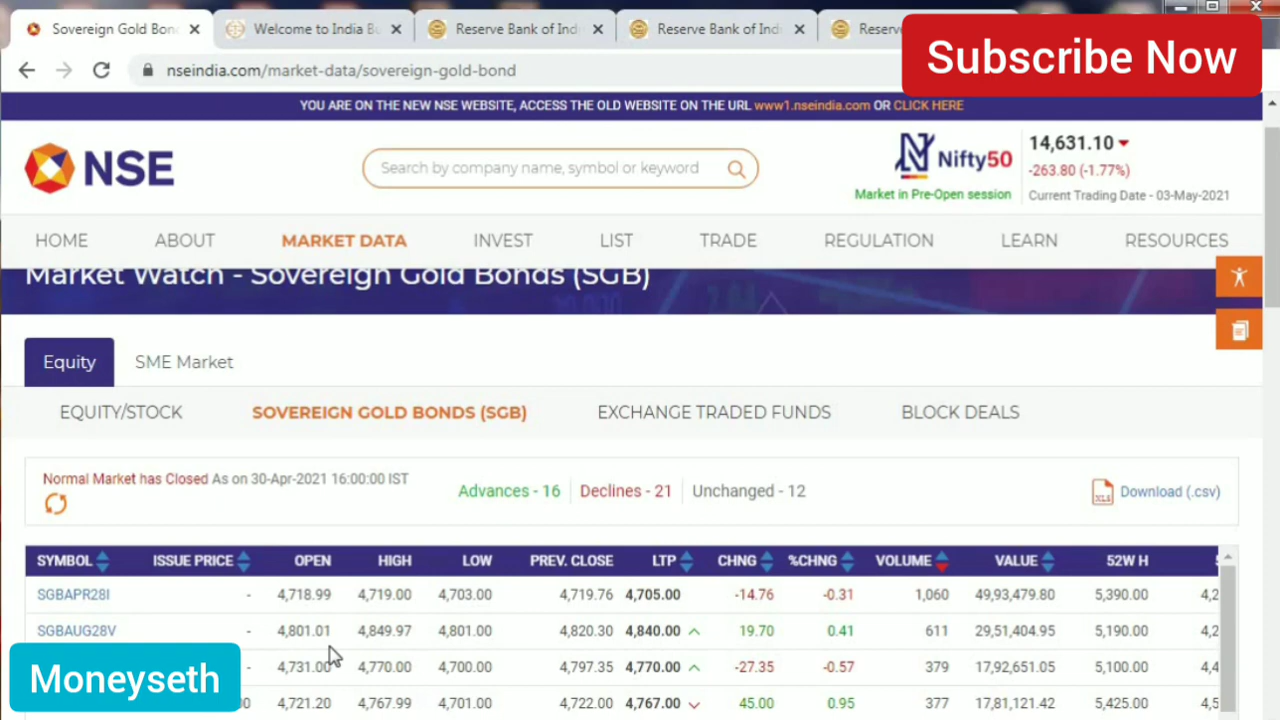 Sovereign Gold Bon
Welcome to India Bu
Reserve Bank of Ind
Reserve Bank of Ind
Reserv
Subscribe Now
nseindia.com/market-data/sovereign-gold-bond
YOU ARE ON THE NEW NSE WEBSITE, ACCESS THE OLD WEBSITE ON THE URL www1.nseindia.com OR CLICK HERE
NSE
Search by company name, symbol or keyword
Nifty50
14,631.10
-263.80 (-1.77%)
Market in Pre-Open session
Current Trading Date - 03-May-2021
HOME ABOUT MARKET DATA INVEST LIST TRADE REGULATION LEARN RESOURCES
Market Watch - Sovereign Gold Bonds (SGB)
Equity SME Market
EQUITY/STOCK SOVEREIGN GOLD BONDS (SGB) EXCHANGE TRADED FUNDS BLOCK DEALS
Normal Market has Closed As on 30-Apr-2021 16:00:00 IST
Advances - 16 Declines - 21 Unchanged - 12
XLS Download (.csv)
SYMBOL ISSUE PRICE OPEN HIGH LOW PREV. CLOSE LTP CHNG %CHNG VOLUME VALUE 52W H
SGBAPR28I - 4,718.99 4,719.00 4,703.00 4,719.76 4,705.00 -14.76 -0.31 1,060 49,93,479.80 5,390.00 4,2
SGBAUG28V - 4,801.01 4,849.97 4,801.00 4,820.30 4,840.00 19.70 0.41 611 29,51,404.95 5,190.00 4,2
4,731.00 4,770.00 4,700.00 4,797.35 4,770.00 -27.35 -0.57 379 17,92,651.05 5,100.00 4,4
00 4,721.20 4,767.99 4,701.00 4,722.00 4,767.00 45.00 0.95 377 17,81,121.42 5,425.00 4,5
Moneyseth